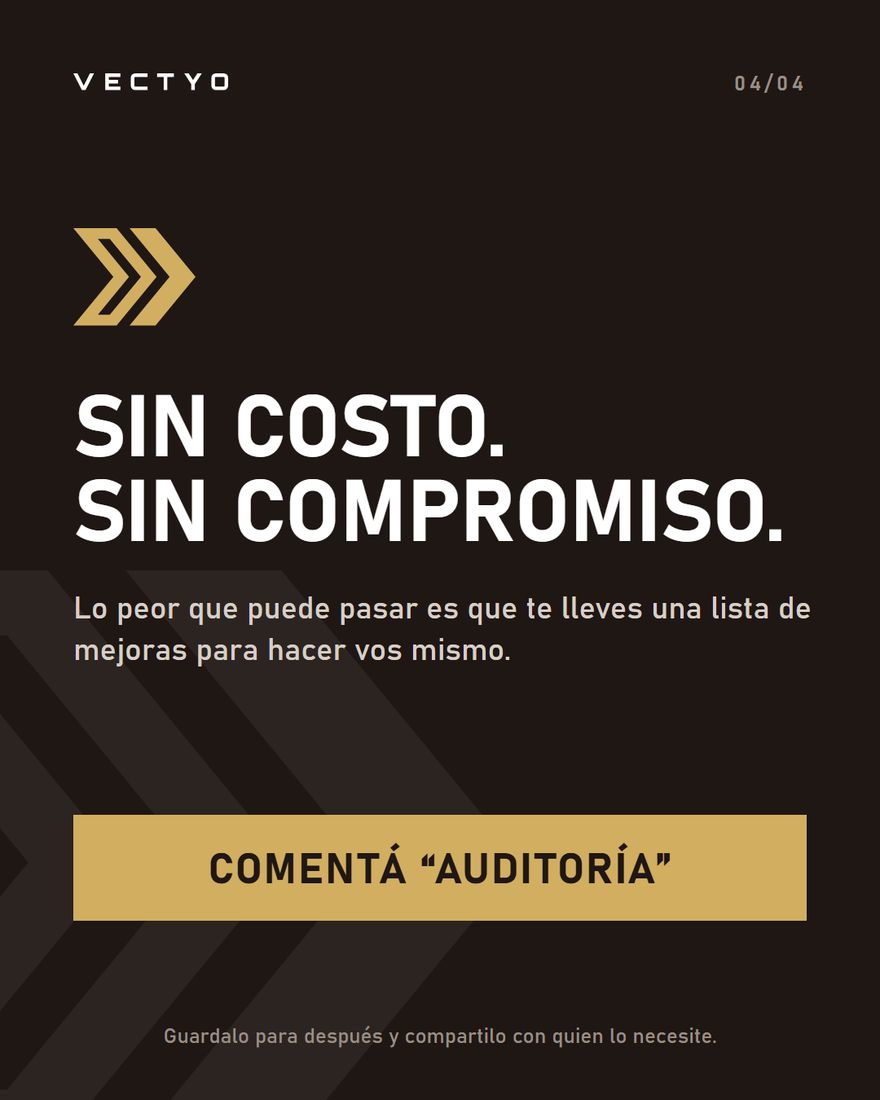 VECTYO
04/04
SIN COSTO.
SIN COMPROMISO.
Lo peor que puede pasar es que te lleves una lista de
mejoras para hacer vos mismo.
COMENTÁ “AUDITORÍA”
Guardalo para después y compartilo con quien lo necesite.